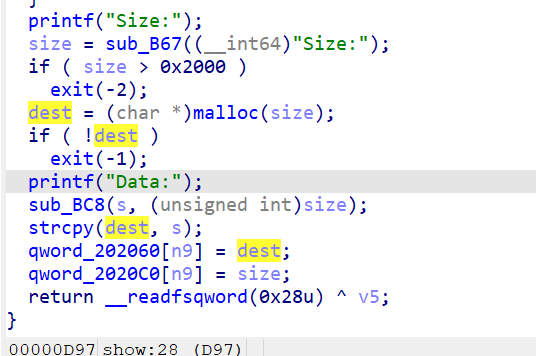 }
printf("Size:");
size = sub_B67((__int64)"Size:");
if ( size > 0x2000 )
exit(-2);
dest = (char *)malloc(size);
if ( !dest )
exit(-1);
printf("Data:");
sub_BC8(s, (unsigned int)size);
strcpy(dest, s);
qword_202060[n9] = dest;
qword_2020C0[n9] = size;
return __readfsqword(0x28u) ^ v5;
}
00000D97 show:28 (D97)